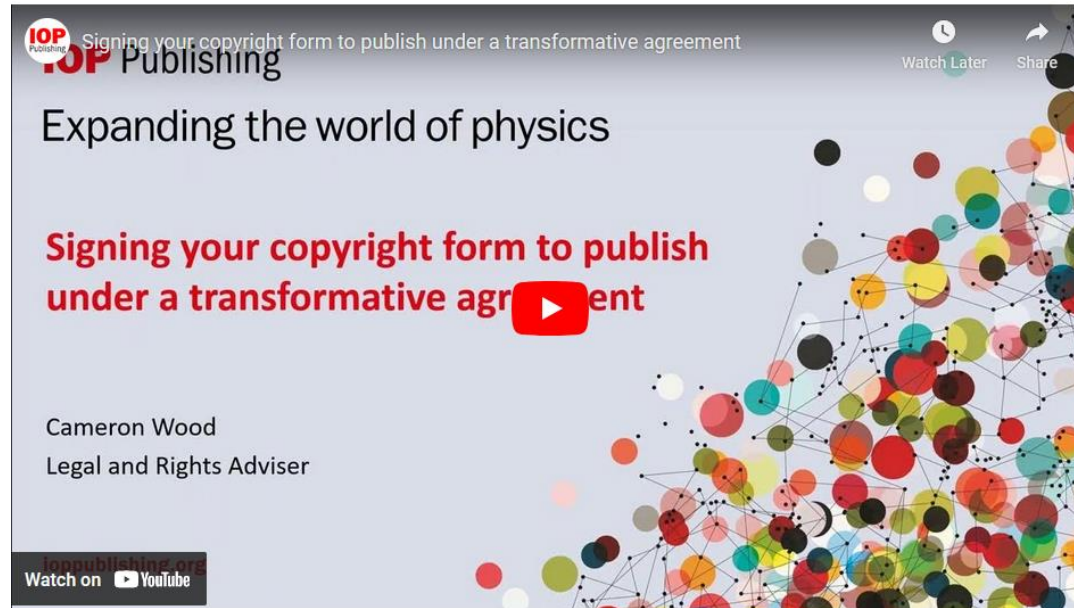 IOP
Publishing
Signing your copyright form to publish under a transformative agreement
Watch Later
Share
IOP Publishing
Expanding the world of physics
Signing your copyright form to publish
under a transformative agr ent
Cameron Wood
Legal and Rights Adviser
ioppublishing.org
Watch on YouTube